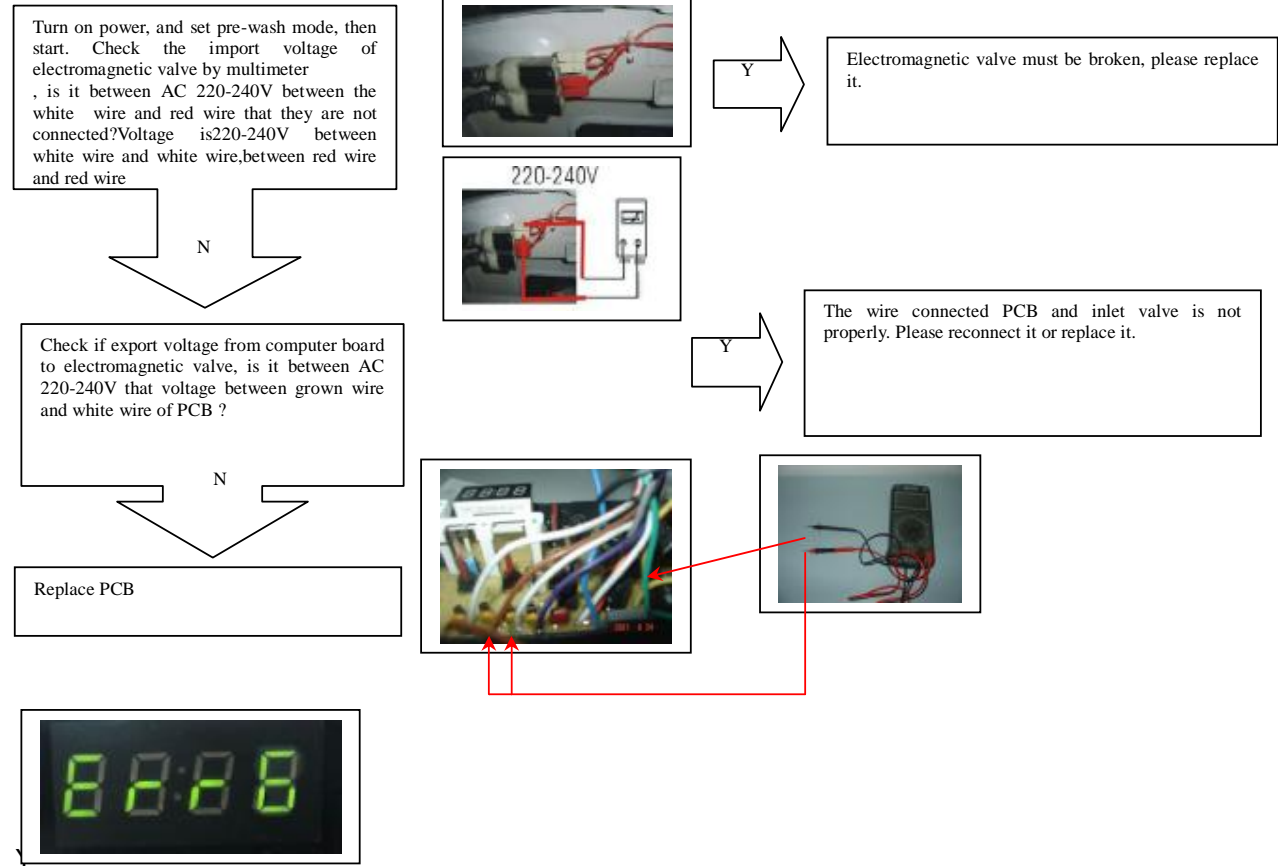 Turn on power, and set pre-wash mode, then
start. Check the import voltage of
electromagnetic valve by multimeter
, is it between AC 220-240V between the
white wire and red wire that they are not
connected?Voltage is220-240V between
white wire and white wire,between red wire
and red wire
Y
Electromagnetic valve must be broken, please replace
it.
220-240V
N
The wire connected PCB and inlet valve is not
properly. Please reconnect it or replace it.
Y
Check if export voltage from computer board
to electromagnetic valve, is it between AC
220-240V that voltage between grown wire
and white wire of PCB ?
N
Replace PCB
Err6